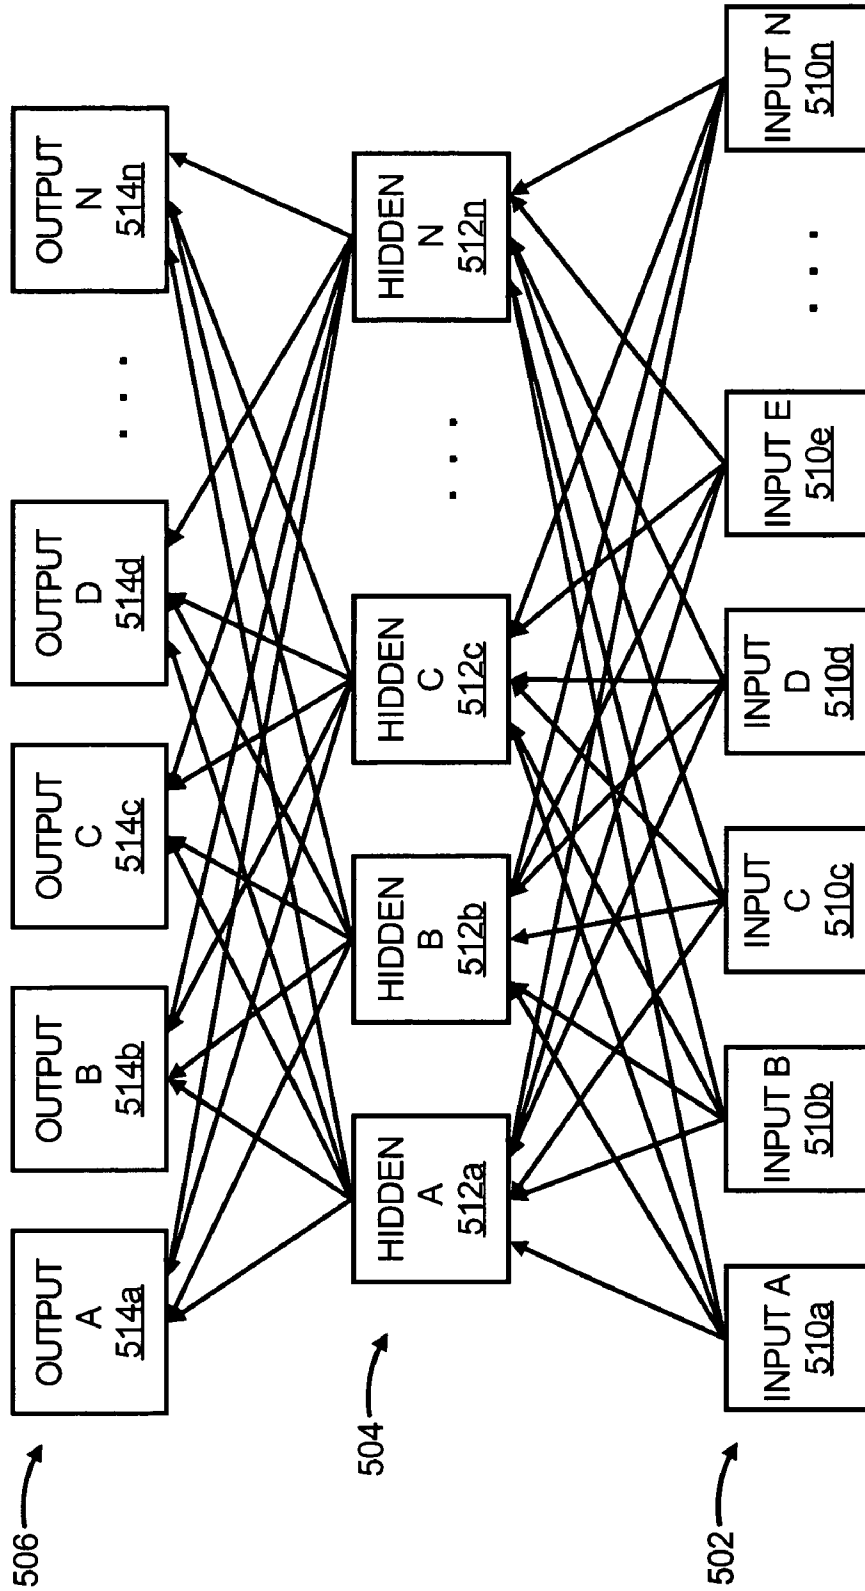 506
OUTPUT
A
514a
OUTPUT
B
514b
OUTPUT
C
514c
OUTPUT
D
514d
. . .
OUTPUT
N
514n
504
HIDDEN
A
512a
HIDDEN
B
512b
HIDDEN
C
512c
. . .
HIDDEN
N
512n
502
INPUT A
510a
INPUT B
510b
INPUT
C
510c
INPUT
D
510d
INPUT E
510e
. . .
INPUT N
510n